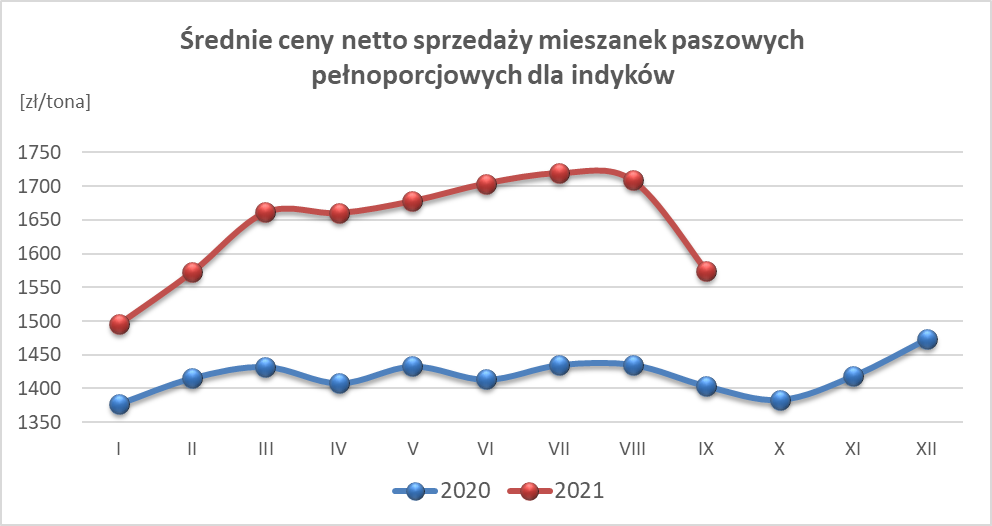 Średnie ceny netto sprzedaży mieszanek paszowych
pełnoporcjowych dla indyków
[zł/tona]
1750
1700
1650
1600
1550
1500
1450
1400
1350
I II III IV V VI VII VIII IX X XI XII
2020 2021